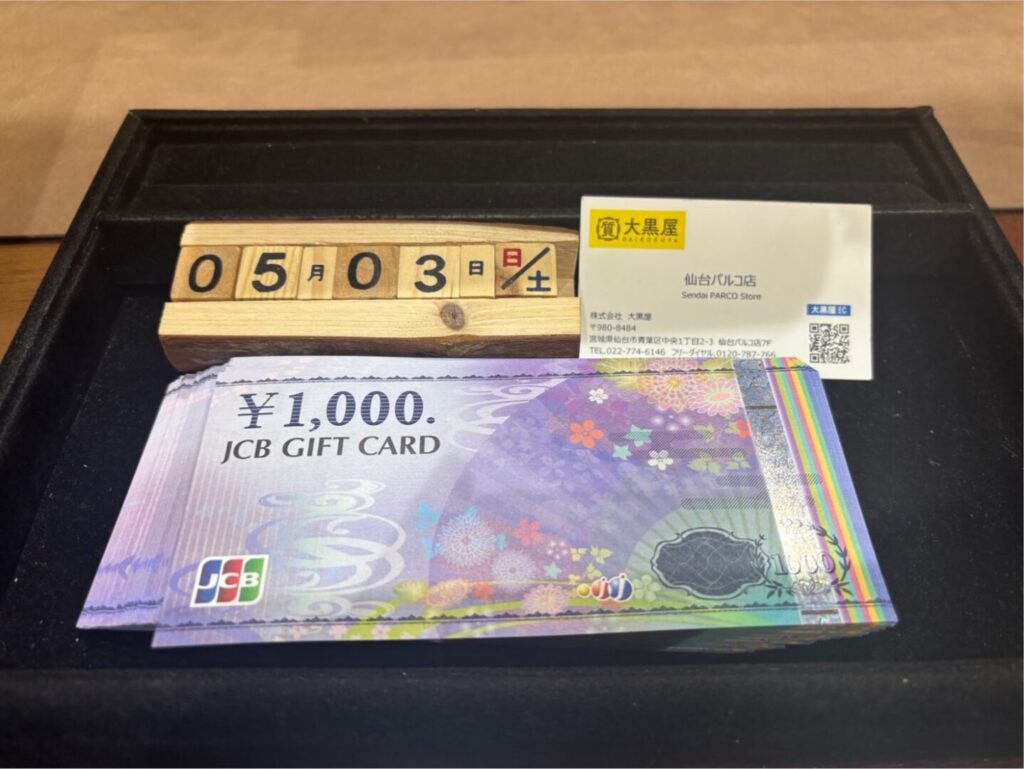 05月03日日/土
質 大黒屋
DAIKOKUYA
仙台パルコ店
Sendai PARCO Store
株式会社 大黒屋
〒980-8484
宮城県仙台市青葉区中央1丁目2-3 仙台パルコ店7F
TEL.022-774-6146 フリーダイヤル.0120-787-766
大黒屋EC
¥1,000.
JCB GIFT CARD
JCB
1000